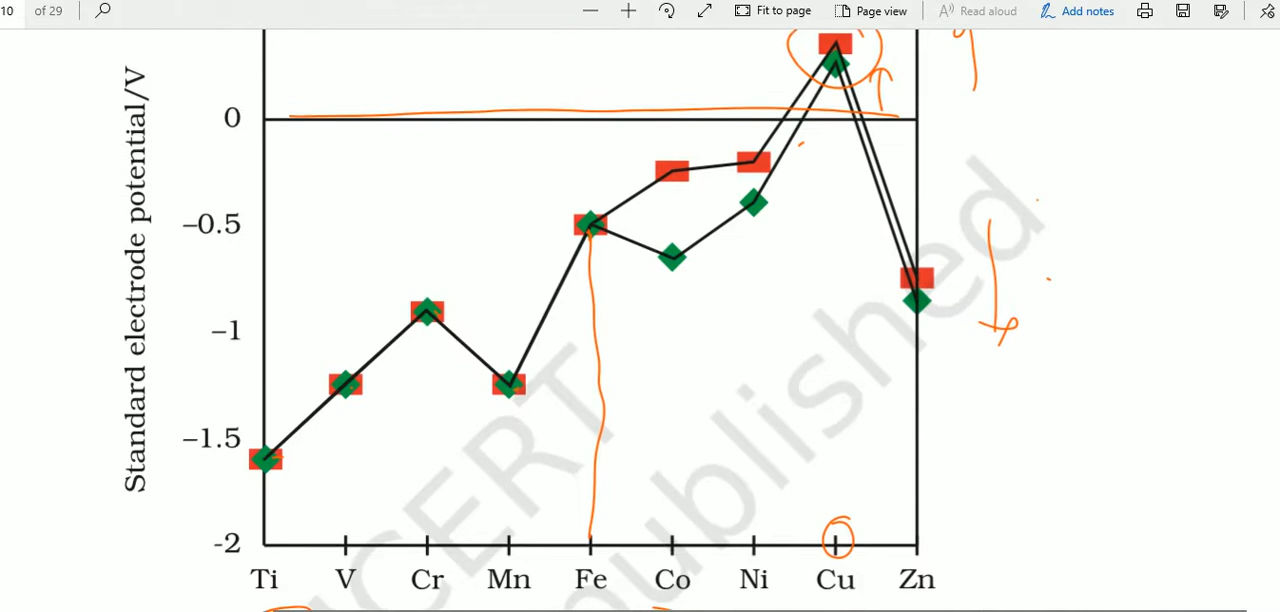 10 of 29
Fit to page
Page view
Read aloud
Add notes
Standard electrode potential/V
0
−0.5
−1
−1.5
-2
Ti V Cr Mn Fe Co Ni Cu Zn
NCERT
published